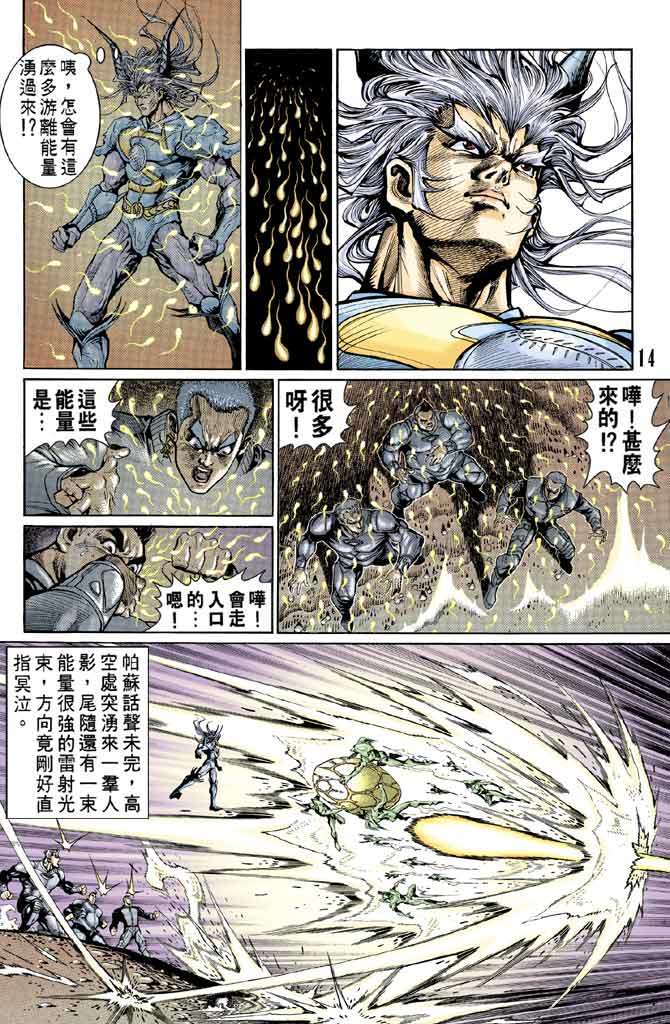 咦，怎會有這
麼多游離能量
湧過來!?
14
嘩！甚麼
來的!?
很多
呀！
這些
能量
是…
嘩！
會走
入口
的…
嗯！
帕蘇話聲未完，高
空處突湧來一羣人
影，尾隨還有一束
能量很強的雷射光
束，方向竟剛好直
指冥泣。